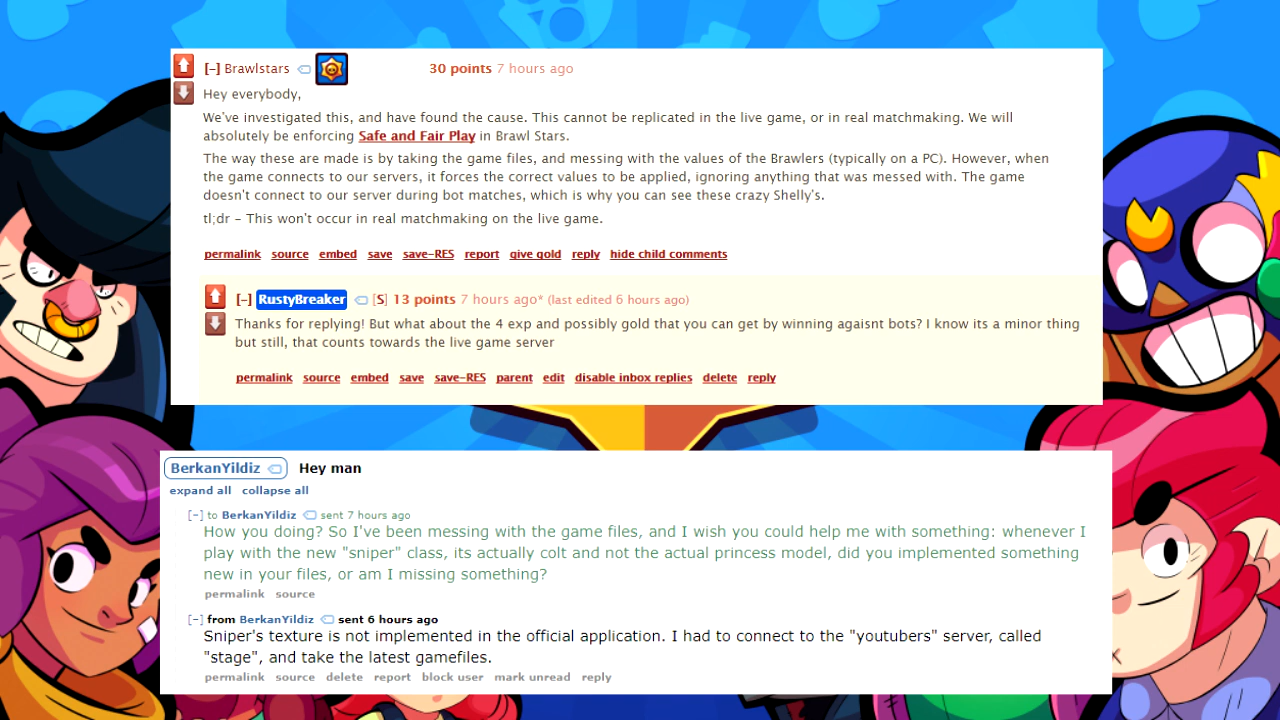 [–] Brawlstars 30 points 7 hours ago
Hey everybody,
We've investigated this, and have found the cause. This cannot be replicated in the live game, or in real matchmaking. We will
absolutely be enforcing Safe and Fair Play in Brawl Stars.
The way these are made is by taking the game files, and messing with the values of the Brawlers (typically on a PC). However, when
the game connects to our servers, it forces the correct values to be applied, ignoring anything that was messed with. The game
doesn't connect to our server during bot matches, which is why you can see these crazy Shelly's.
tl;dr – This won't occur in real matchmaking on the live game.
permalink source embed save save-RES report give gold reply hide child comments
[–] RustyBreaker [S] 13 points 7 hours ago* (last edited 6 hours ago)
Thanks for replying! But what about the 4 exp and possibly gold that you can get by winning agaisnt bots? I know its a minor thing
but still, that counts towards the live game server
permalink source embed save save-RES parent edit disable inbox replies delete reply
BerkanYildiz Hey man
expand all collapse all
[–] to BerkanYildiz sent 7 hours ago
How you doing? So I've been messing with the game files, and I wish you could help me with something: whenever I
play with the new "sniper" class, its actually colt and not the actual princess model, did you implemented something
new in your files, or am I missing something?
permalink source
[–] from BerkanYildiz sent 6 hours ago
Sniper's texture is not implemented in the official application. I had to connect to the "youtubers" server, called
"stage", and take the latest gamefiles.
permalink source delete report block user mark unread reply